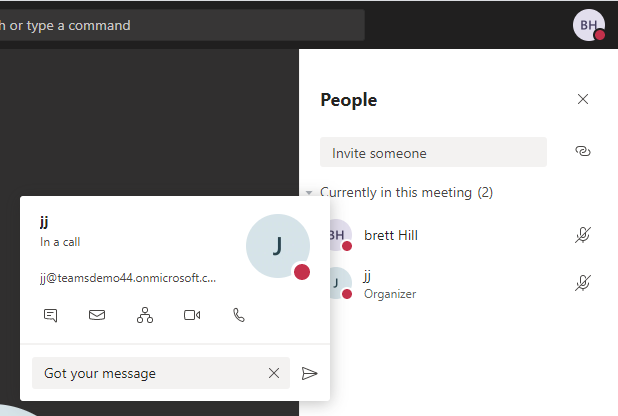 h or type a command
BH
People
Invite someone
Currently in this meeting (2)
BH
brett Hill
J
jj
Organizer
jj
In a call
J
jj@teamsdemo44.onmicrosoft.c...
Got your message